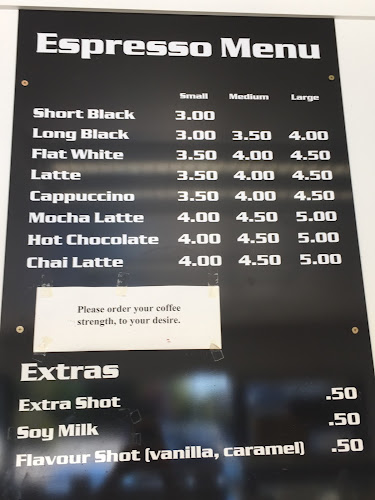 Espresso Menu
Small Medium Large
Short Black 3.00
Long Black 3.00 3.50 4.00
Flat White 3.50 4.00 4.50
Latte 3.50 4.00 4.50
Cappuccino 3.50 4.00 4.50
Mocha Latte 4.00 4.50 5.00
Hot Chocolate 4.00 4.50 5.00
Chai Latte 4.00 4.50 5.00
Please order your coffee
strength, to your desire.
Extras
Extra Shot .50
Soy Milk .50
Flavour Shot (vanilla, caramel) .50